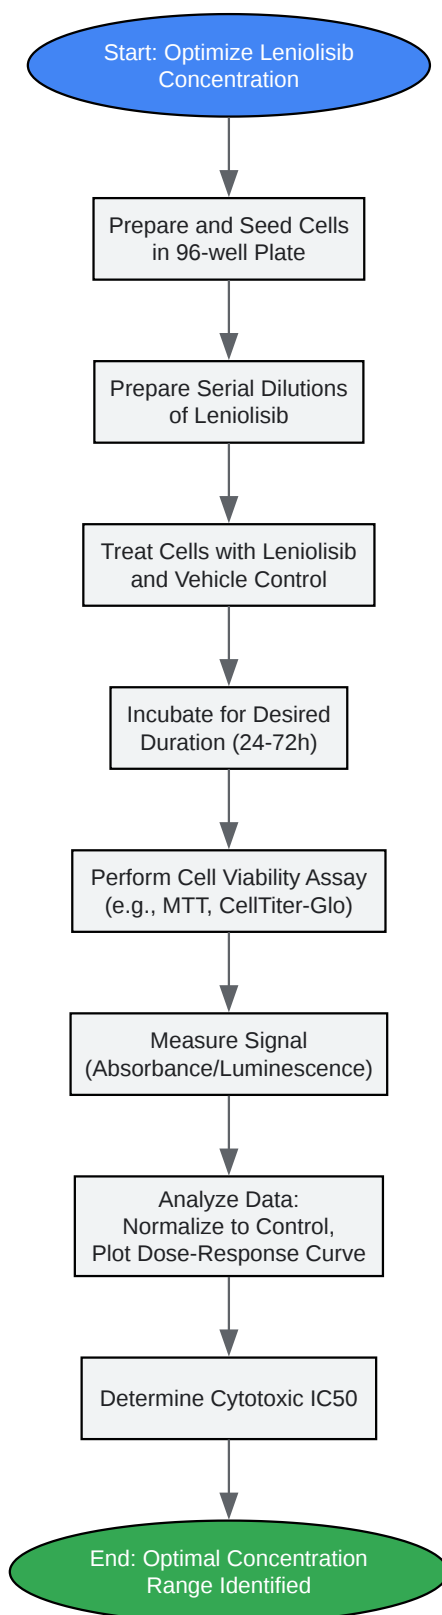 Start: Optimize Leniolisib
Concentration
Prepare and Seed Cells
in 96-well Plate
Prepare Serial Dilutions
of Leniolisib
Treat Cells with Leniolisib
and Vehicle Control
Incubate for Desired
Duration (24-72h)
Perform Cell Viability Assay
(e.g., MTT, CellTiter-Glo)
Measure Signal
(Absorbance/Luminescence)
Analyze Data:
Normalize to Control,
Plot Dose-Response Curve
Determine Cytotoxic IC50
End: Optimal Concentration
Range Identified